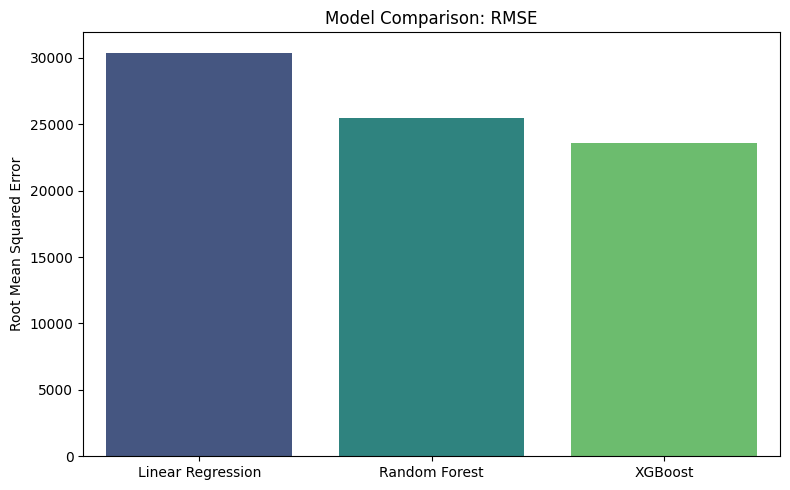 Model Comparison: RMSE
Root Mean Squared Error
30000
25000
20000
15000
10000
5000
0
Linear Regression
Random Forest
XGBoost